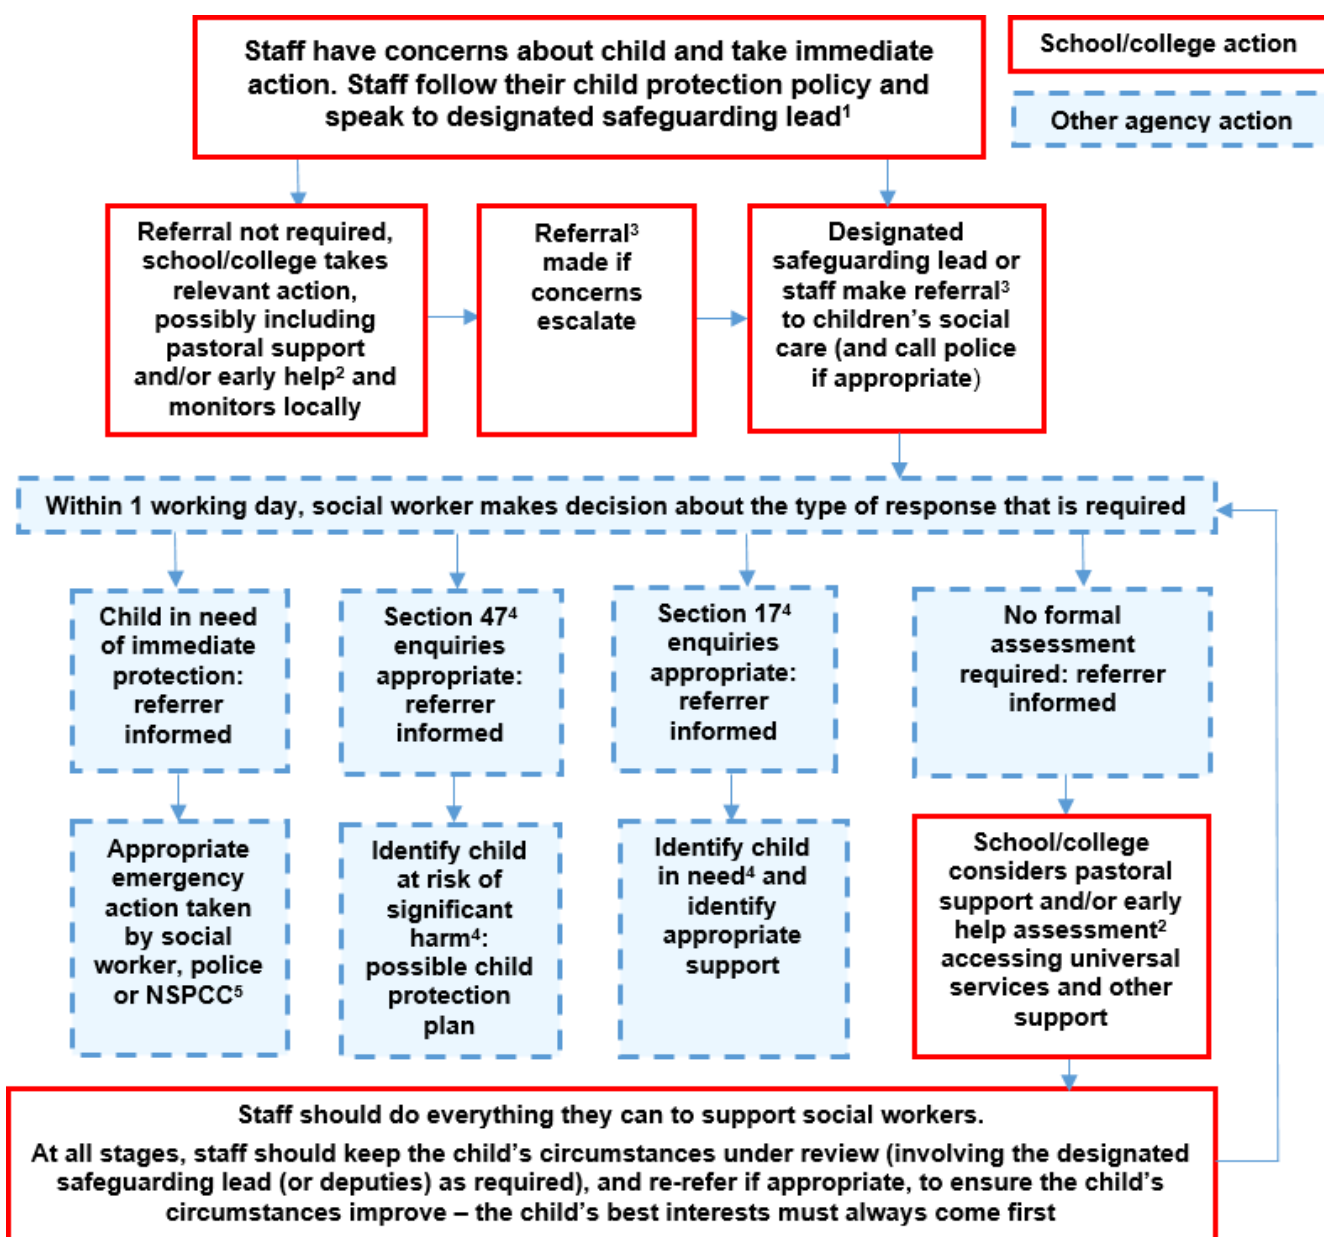 Staff have concerns about child and take immediate
action. Staff follow their child protection policy and
speak to designated safeguarding lead¹
School/college action
Other agency action
Referral not required,
school/college takes
relevant action,
possibly including
pastoral support
and/or early help² and
monitors locally
Referral³
made if
concerns
escalate
Designated
safeguarding lead or
staff make referral³
to children’s social
care (and call police
if appropriate)
Within 1 working day, social worker makes decision about the type of response that is required
Child in need
of immediate
protection:
referrer
informed
Section 47⁴
enquiries
appropriate:
referrer
informed
Section 17⁴
enquiries
appropriate:
referrer
informed
No formal
assessment
required: referrer
informed
Appropriate
emergency
action taken
by social
worker, police
or NSPCC⁵
Identify child
at risk of
significant
harm⁴:
possible child
protection
plan
Identify child
in need⁴ and
identify
appropriate
support
School/college
considers pastoral
support and/or early
help assessment²
accessing universal
services and other
support
Staff should do everything they can to support social workers.
At all stages, staff should keep the child’s circumstances under review (involving the designated
safeguarding lead (or deputies) as required), and re-refer if appropriate, to ensure the child’s
circumstances improve – the child’s best interests must always come first